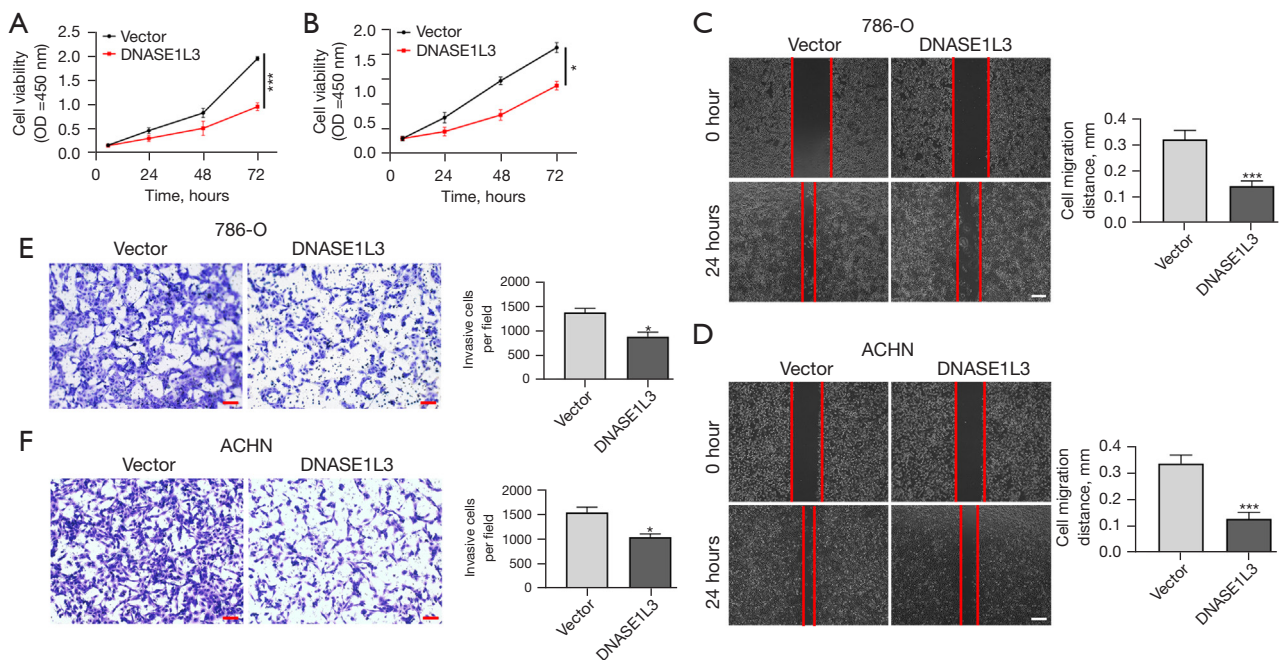 A
Vector
DNASE1L3
Cell viability
(OD =450 nm)
2.5
2.0
1.5
1.0
0.5
0.0
***
0 24 48 72
Time, hours
B
Vector
DNASE1L3
Cell viability
(OD =450 nm)
2.0
1.5
1.0
0.5
0.0
*
0 24 48 72
Time, hours
C
786-O
Vector DNASE1L3
0 hour
24 hours
Cell migration
distance, mm
0.4
0.3
0.2
0.1
0.0
***
Vector
DNASE1L3
D
ACHN
Vector DNASE1L3
0 hour
24 hours
Cell migration
distance, mm
0.4
0.3
0.2
0.1
0.0
***
Vector
DNASE1L3
E
786-O
Vector DNASE1L3
Invasive cells
per field
2000
1500
1000
500
0
*
Vector
DNASE1L3
F
ACHN
Vector DNASE1L3
Invasive cells
per field
2000
1500
1000
500
0
*
Vector
DNASE1L3